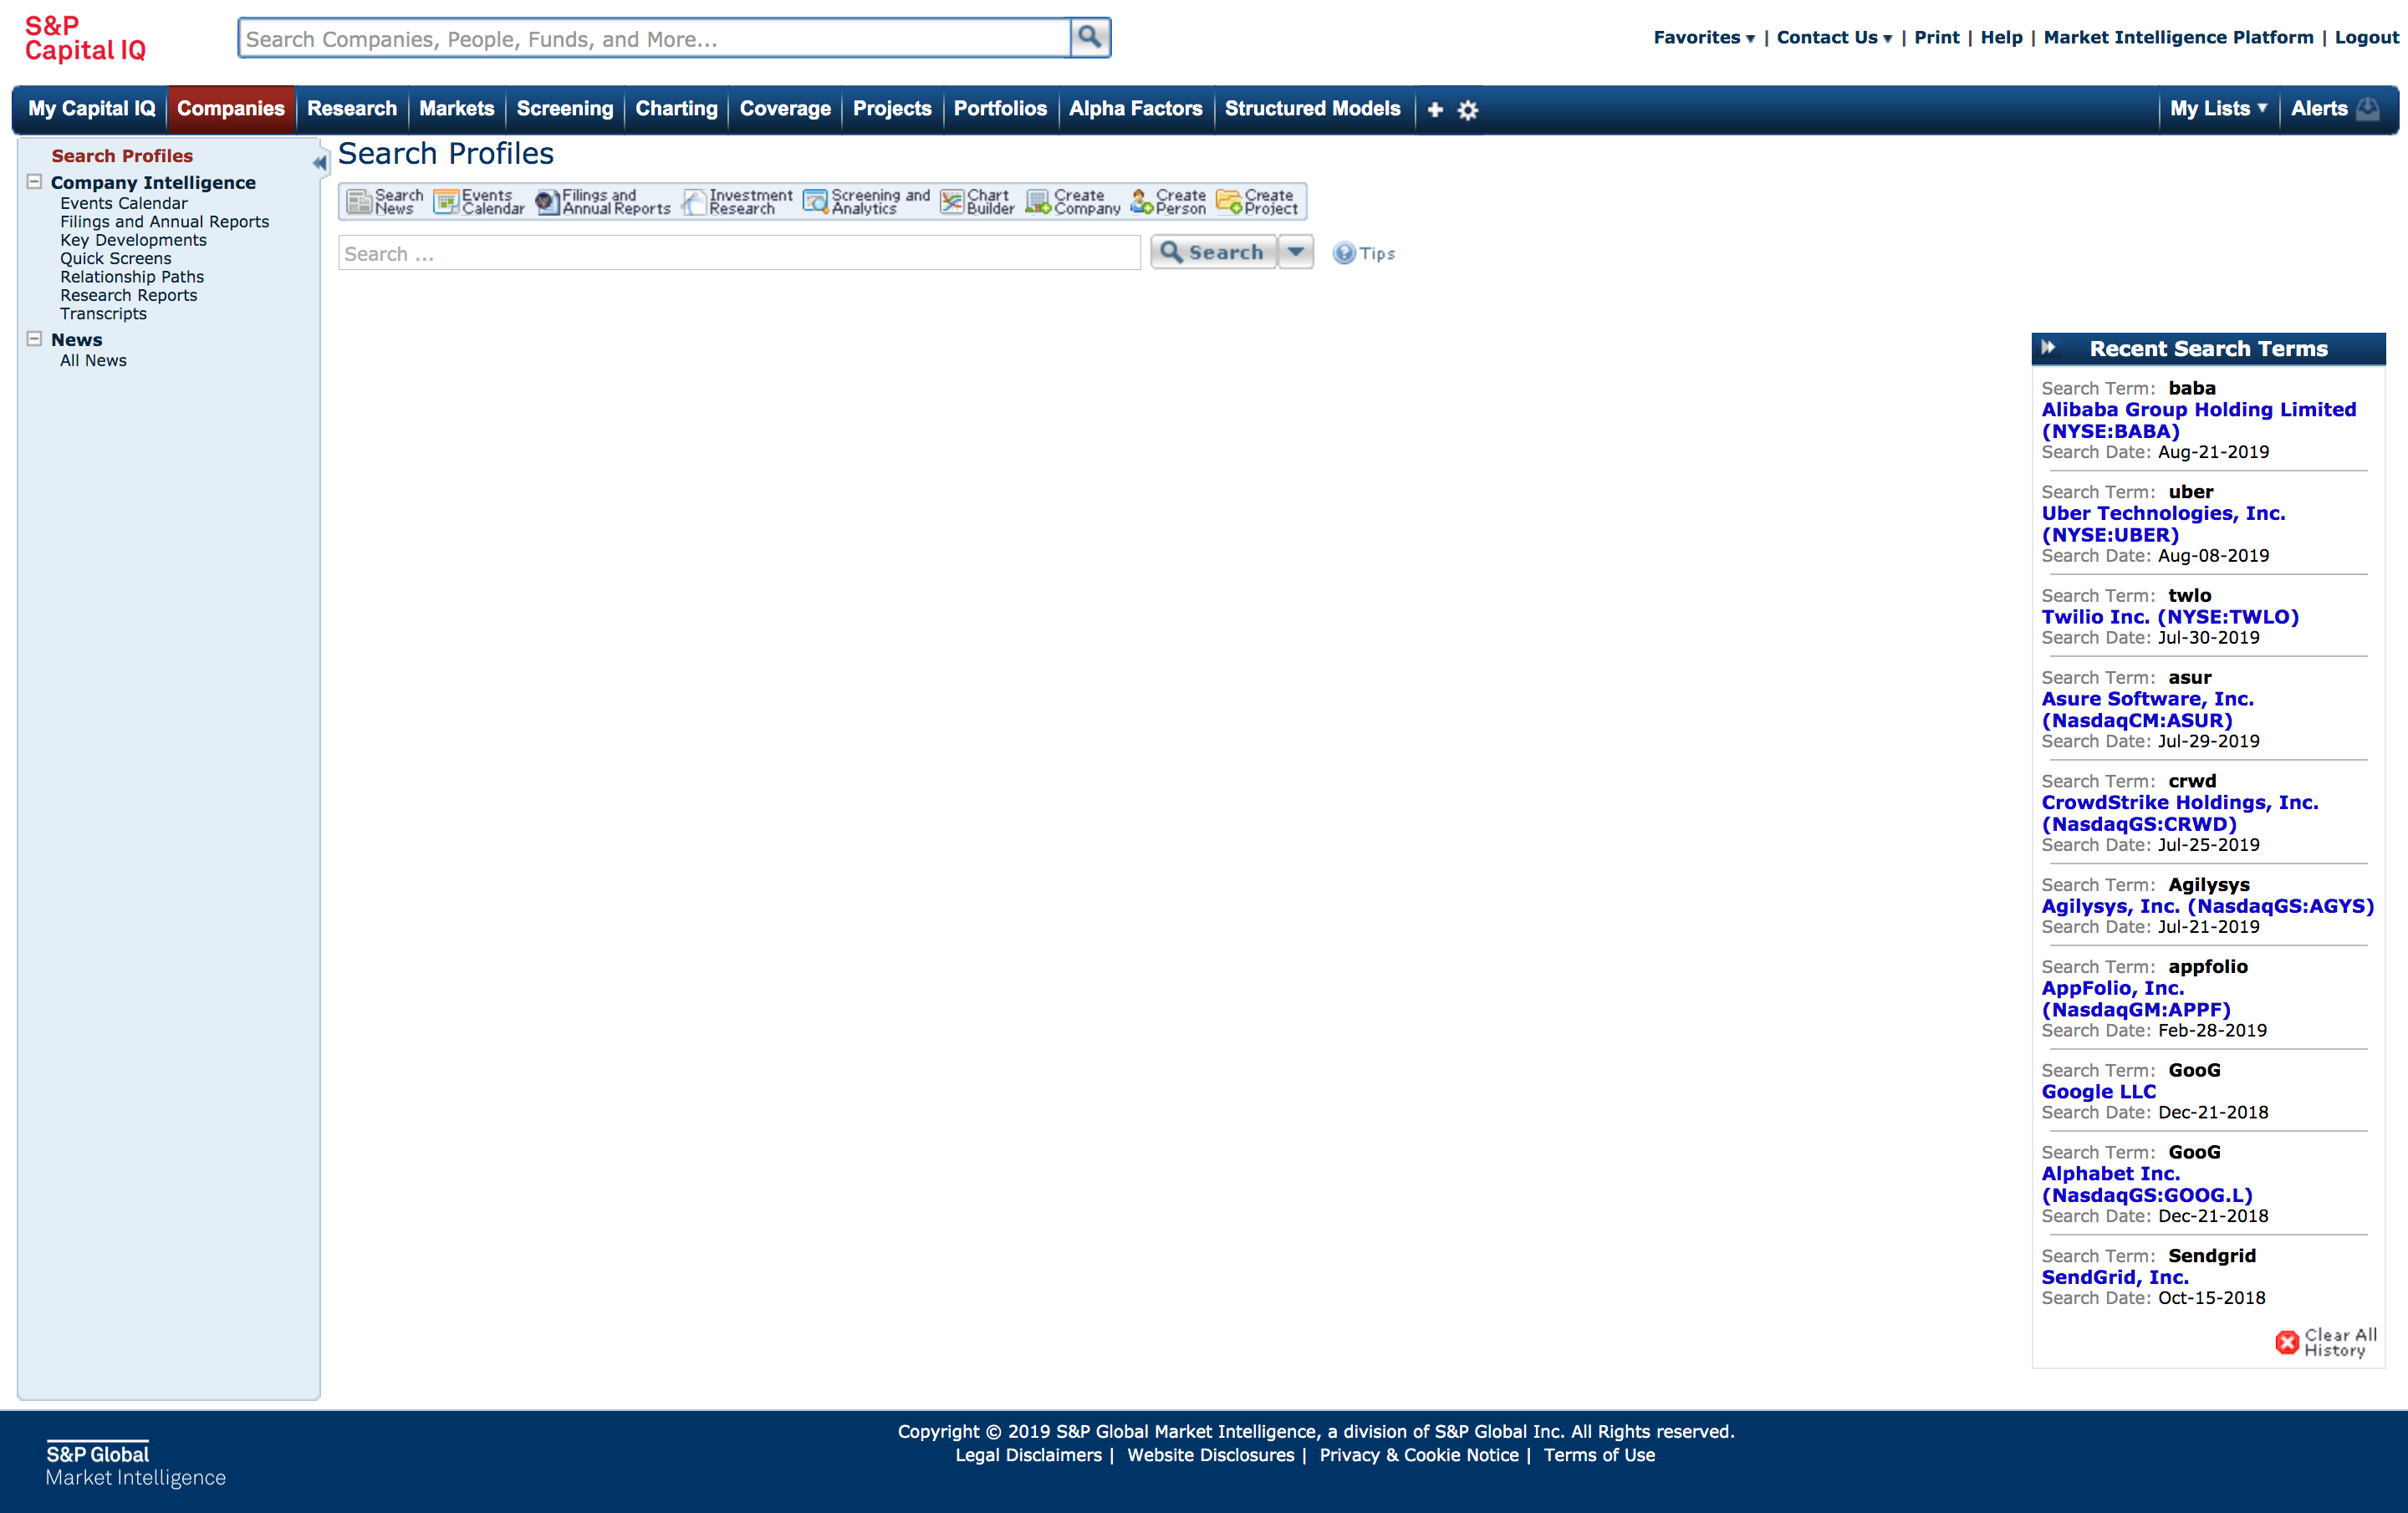 S&P
Capital IQ
Search Companies, People, Funds, and More...
Favorites ▾ | Contact Us ▾ | Print | Help | Market Intelligence Platform | Logout
My Capital IQ Companies Research Markets Screening Charting Coverage Projects Portfolios Alpha Factors Structured Models My Lists ▾ Alerts
Search Profiles
Company Intelligence
Events Calendar
Filings and Annual Reports
Key Developments
Quick Screens
Relationship Paths
Research Reports
Transcripts
News
All News
Search Profiles
Search News
Events Calendar
Filings and Annual Reports
Investment Research
Screening and Analytics
Chart Builder
Create Company
Create Person
Create Project
Search ...
Search
Tips
Recent Search Terms
Search Term: baba
Alibaba Group Holding Limited
(NYSE:BABA)
Search Date: Aug-21-2019
Search Term: uber
Uber Technologies, Inc.
(NYSE:UBER)
Search Date: Aug-08-2019
Search Term: twlo
Twilio Inc. (NYSE:TWLO)
Search Date: Jul-30-2019
Search Term: asur
Asure Software, Inc.
(NasdaqCM:ASUR)
Search Date: Jul-29-2019
Search Term: crwd
CrowdStrike Holdings, Inc.
(NasdaqGS:CRWD)
Search Date: Jul-25-2019
Search Term: Agilysys
Agilysys, Inc. (NasdaqGS:AGYS)
Search Date: Jul-21-2019
Search Term: appfolio
AppFolio, Inc.
(NasdaqGM:APPF)
Search Date: Feb-28-2019
Search Term: GooG
Google LLC
Search Date: Dec-21-2018
Search Term: GooG
Alphabet Inc.
(NasdaqGS:GOOG.L)
Search Date: Dec-21-2018
Search Term: Sendgrid
SendGrid, Inc.
Search Date: Oct-15-2018
Clear All
History
S&P Global
Market Intelligence
Copyright © 2019 S&P Global Market Intelligence, a division of S&P Global Inc. All Rights reserved.
Legal Disclaimers | Website Disclosures | Privacy & Cookie Notice | Terms of Use